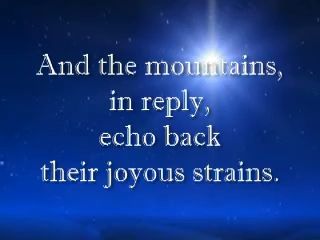 And the mountains,
in reply,
echo back
their joyous strains.